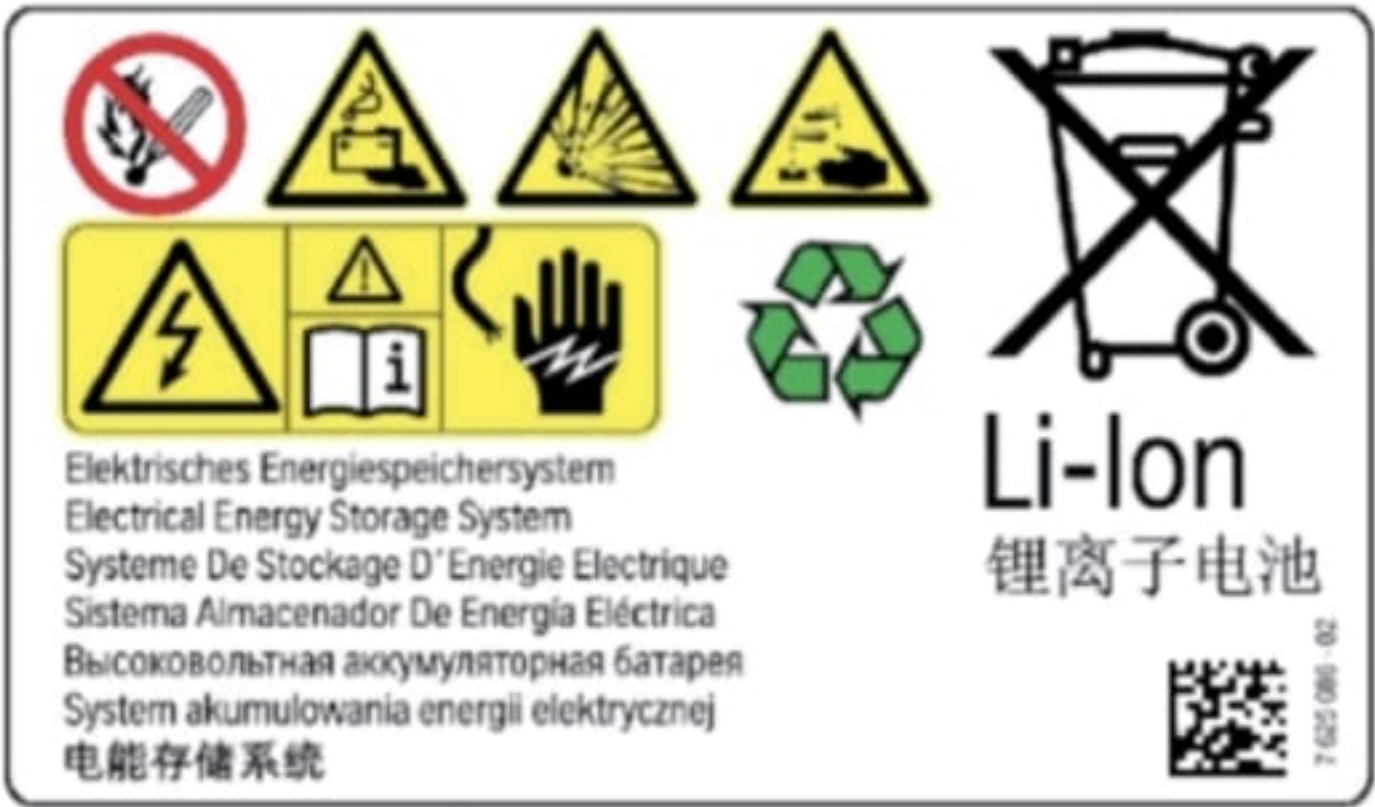 Elektrisches Energiespeichersystem
Electrical Energy Storage System
Systeme De Stockage D´Energie Electrique
Sistema Almacenador De Energía Eléctrica
Высоковольтная аккумуляторная батарея
System akumulowania energii elektrycznej
电能存储系统
Li-Ion
锂离子电池